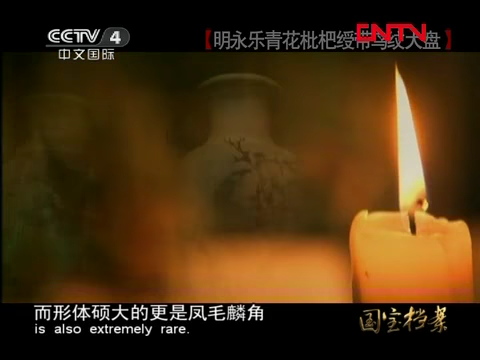 CCTV 4
中文国际
【明永乐青花枇杷绶带鸟纹大盘】
CNTV
而形体硕大的更是凤毛麟角
is also extremely rare.
国宝档案